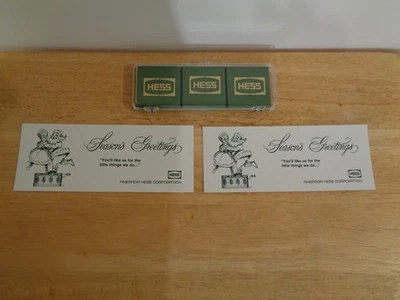 HESS HESS HESS
Season's Greetings
"You'll like us for the
little things we do..."
HESS
AMERADA HESS CORPORATION
Season's Greetings
"You'll like us for the
little things we do..."
HESS
AMERADA HESS CORPORATION